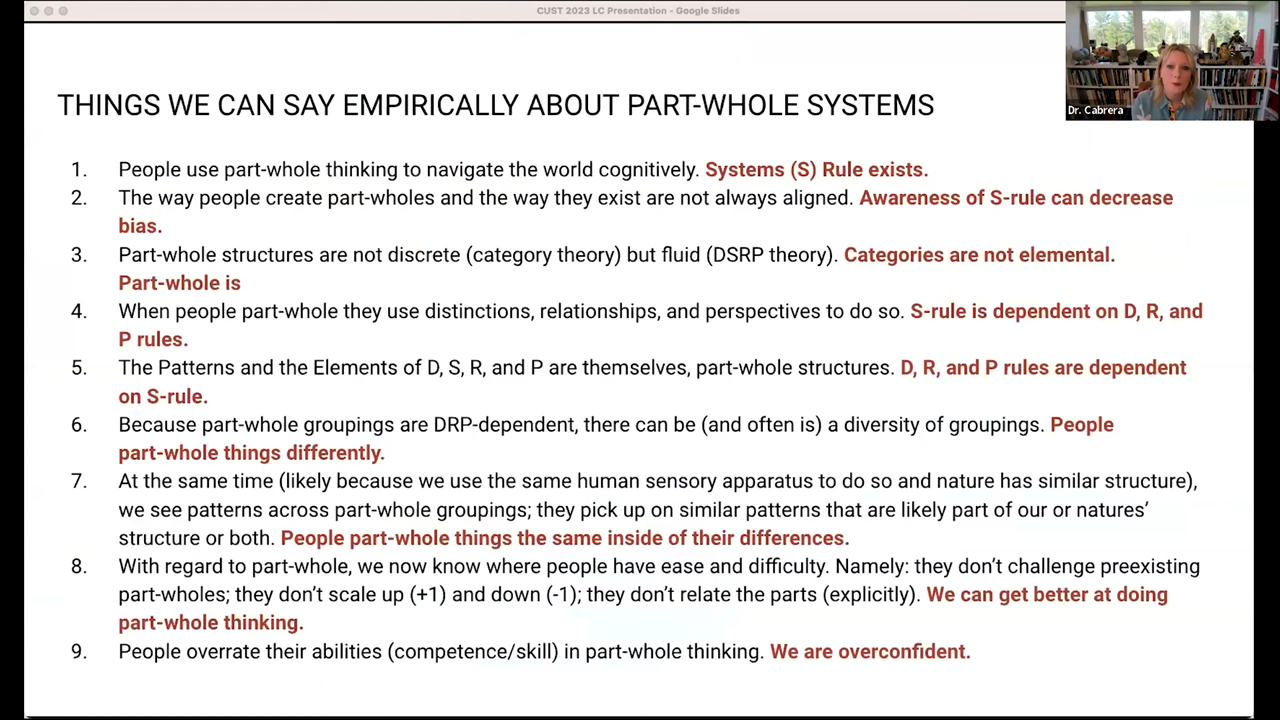 CUST 2023 LC Presentation - Google Slides
Dr. Cabrera
THINGS WE CAN SAY EMPIRICALLY ABOUT PART-WHOLE SYSTEMS
1. People use part-whole thinking to navigate the world cognitively. Systems (S) Rule exists.
2. The way people create part-wholes and the way they exist are not always aligned. Awareness of S-rule can decrease
bias.
3. Part-whole structures are not discrete (category theory) but fluid (DSRP theory). Categories are not elemental.
Part-whole is
4. When people part-whole they use distinctions, relationships, and perspectives to do so. S-rule is dependent on D, R, and
P rules.
5. The Patterns and the Elements of D, S, R, and P are themselves, part-whole structures. D, R, and P rules are dependent
on S-rule.
6. Because part-whole groupings are DRP-dependent, there can be (and often is) a diversity of groupings. People
part-whole things differently.
7. At the same time (likely because we use the same human sensory apparatus to do so and nature has similar structure),
we see patterns across part-whole groupings; they pick up on similar patterns that are likely part of our or natures’
structure or both. People part-whole things the same inside of their differences.
8. With regard to part-whole, we now know where people have ease and difficulty. Namely: they don’t challenge preexisting
part-wholes; they don’t scale up (+1) and down (-1); they don’t relate the parts (explicitly). We can get better at doing
part-whole thinking.
9. People overrate their abilities (competence/skill) in part-whole thinking. We are overconfident.